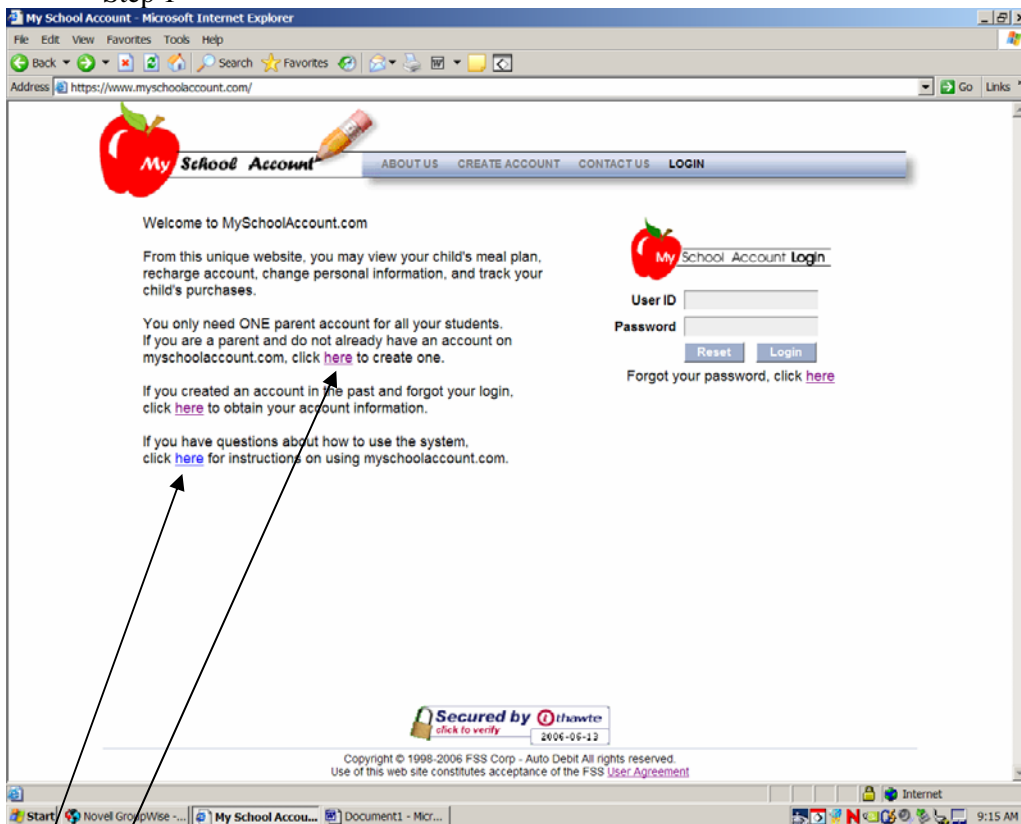 Step 1
My School Account - Microsoft Internet Explorer
File Edit View Favorites Tools Help
Back Search Favorites
Address https://www.myschoolaccount.com/ Go Links
My School Account ABOUT US CREATE ACCOUNT CONTACT US LOGIN
Welcome to MySchoolAccount.com
From this unique website, you may view your child's meal plan,
recharge account, change personal information, and track your
child's purchases.
You only need ONE parent account for all your students.
If you are a parent and do not already have an account on
myschoolaccount.com, click here to create one.
If you created an account in the past and forgot your login,
click here to obtain your account information.
If you have questions about how to use the system,
click here for instructions on using myschoolaccount.com.
My School Account Login
User ID
Password
Reset Login
Forgot your password, click here
Secured by thawte
click to verify
2006-06-13
Copyright © 1998-2006 FSS Corp - Auto Debit All rights reserved.
Use of this web site constitutes acceptance of the FSS User Agreement
Internet
Start Novel GroupWise -... My School Accou... Document1 - Micr... 9:15 AM